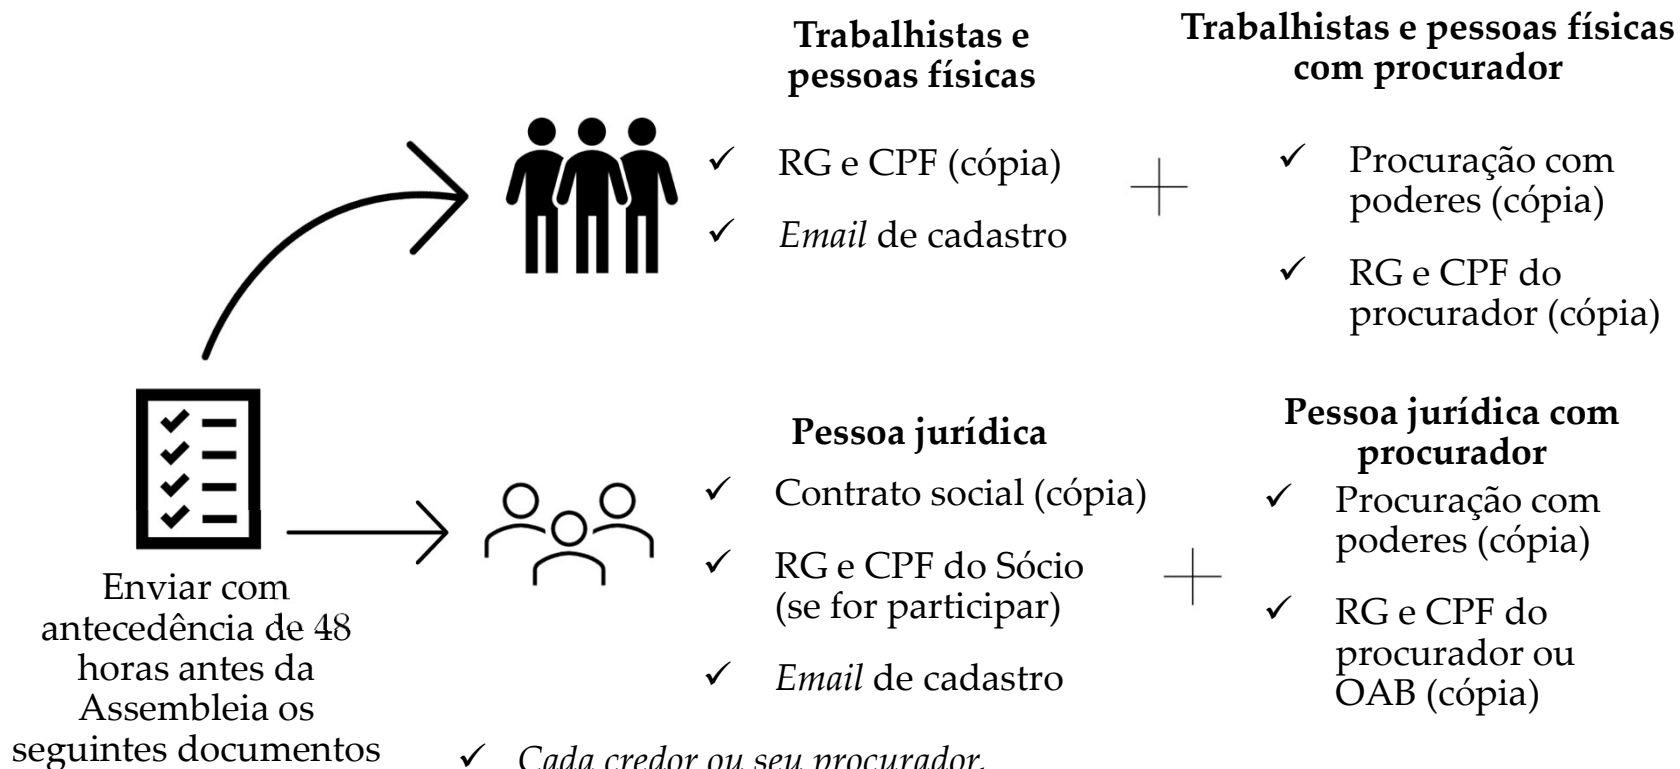 Trabalhistas e
pessoas físicas
RG e CPF (cópia)
Email de cadastro
Trabalhistas e pessoas físicas
com procurador
Procuração com
poderes (cópia)
RG e CPF do
procurador (cópia)
Enviar com
antecedência de 48
horas antes da
Assembleia os
seguintes documentos
Pessoa jurídica
Contrato social (cópia)
RG e CPF do Sócio
(se for participar)
Email de cadastro
Pessoa jurídica com
procurador
Procuração com
poderes (cópia)
RG e CPF do
procurador ou
OAB (cópia)
Cada credor ou seu procurador,